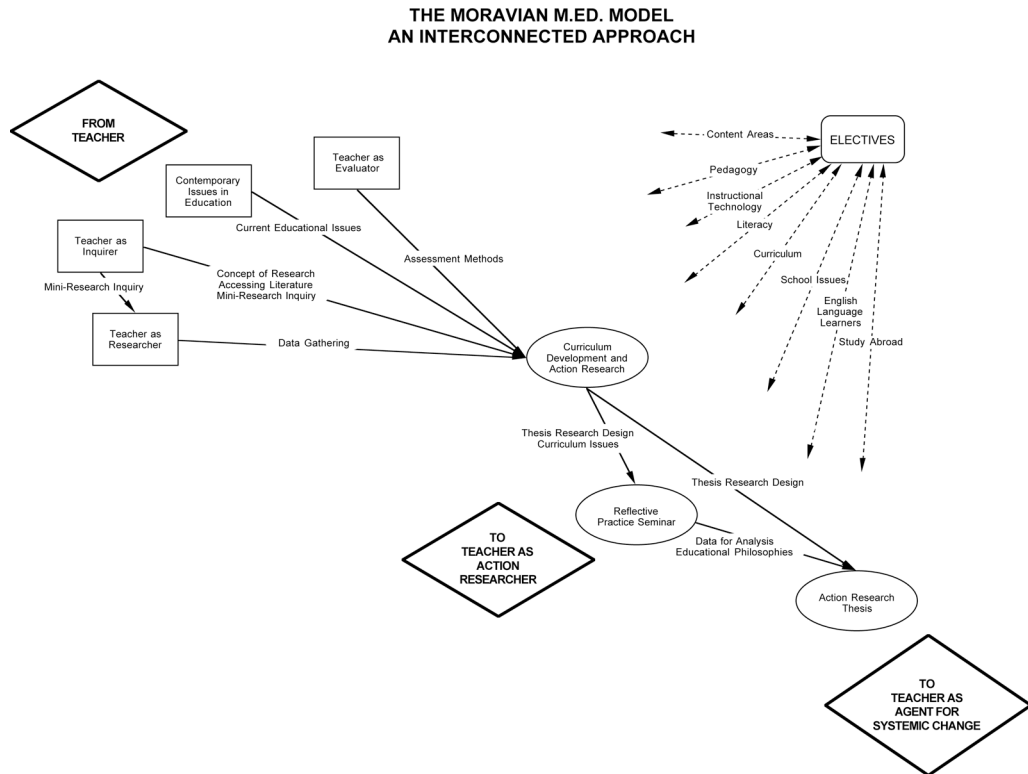 THE MORAVIAN M.ED. MODEL
AN INTERCONNECTED APPROACH
FROM
TEACHER
Contemporary
Issues in
Education
Teacher as
Evaluator
ELECTIVES
Content Areas
Pedagogy
Instructional
Technology
Literacy
Curriculum
School Issues
English
Language
Learners
Study Abroad
Teacher as
Inquirer
Current Educational Issues
Assessment Methods
Mini-Research Inquiry
Concept of Research
Accessing Literature
Mini-Research Inquiry
Teacher as
Researcher
Data Gathering
Curriculum
Development and
Action Research
Thesis Research Design
Curriculum Issues
Thesis Research Design
Reflective
Practice Seminar
Data for Analysis
Educational Philosophies
TO
TEACHER AS
ACTION
RESEARCHER
Action Research
Thesis
TO
TEACHER AS
AGENT FOR
SYSTEMIC CHANGE